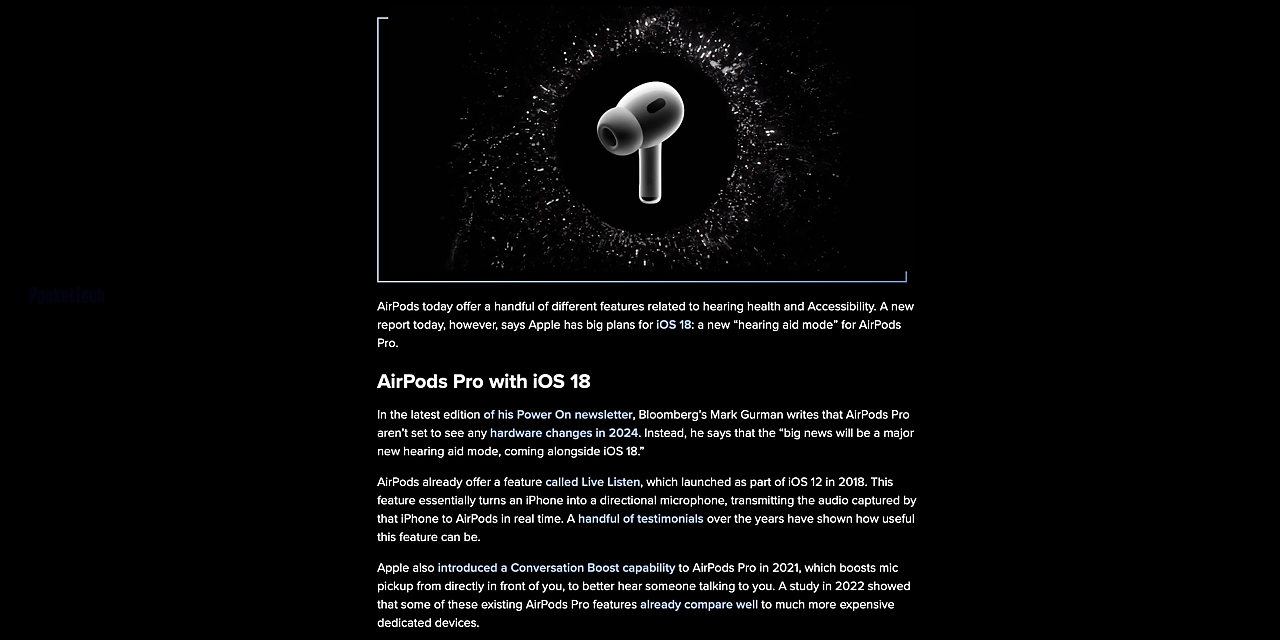 AirPods today offer a handful of different features related to hearing health and Accessibility. A new
report today, however, says Apple has big plans for iOS 18: a new “hearing aid mode” for AirPods
Pro.
AirPods Pro with iOS 18
In the latest edition of his Power On newsletter, Bloomberg’s Mark Gurman writes that AirPods Pro
aren’t set to see any hardware changes in 2024. Instead, he says that the “big news will be a major
new hearing aid mode, coming alongside iOS 18.”
AirPods already offer a feature called Live Listen, which launched as part of iOS 12 in 2018. This
feature essentially turns an iPhone into a directional microphone, transmitting the audio captured by
that iPhone to AirPods in real time. A handful of testimonials over the years have shown how useful
this feature can be.
Apple also introduced a Conversation Boost capability to AirPods Pro in 2021, which boosts mic
pickup from directly in front of you, to better hear someone talking to you. A study in 2022 showed
that some of these existing AirPods Pro features already compare well to much more expensive
dedicated devices.